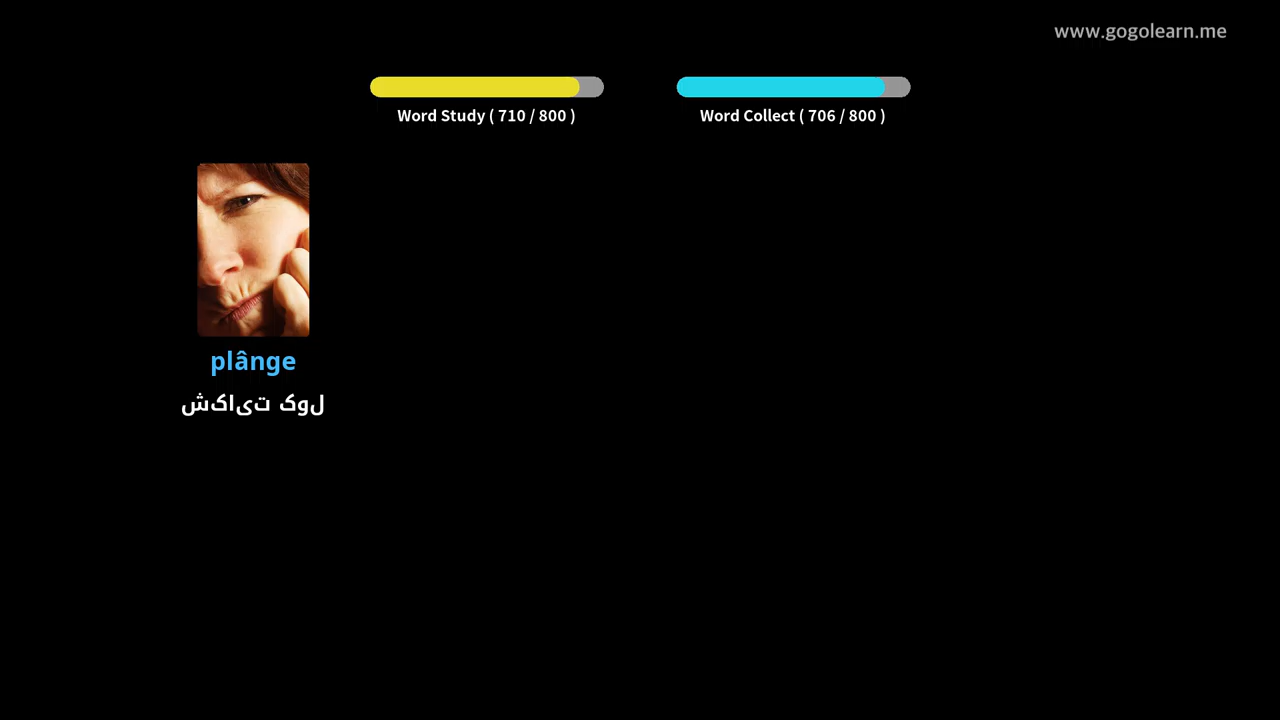 www.gogolearn.me
Word Study ( 710 / 800 )
Word Collect ( 706 / 800 )
plânge
شکایت کول